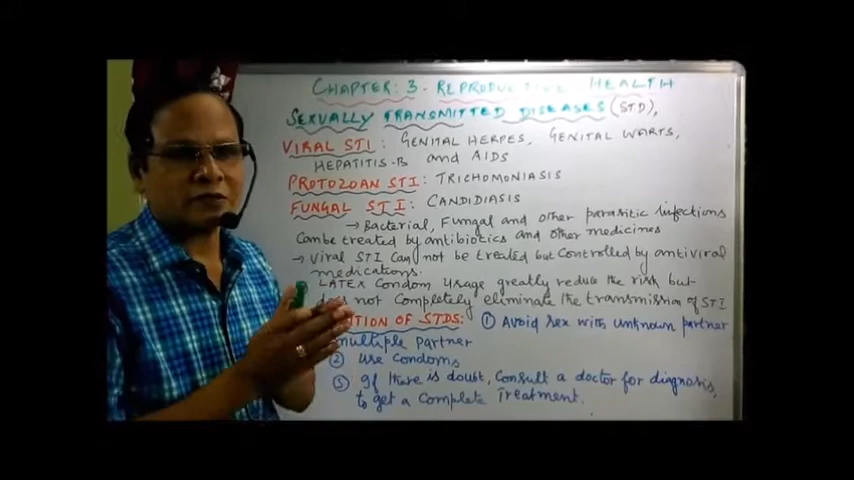 CHAPTER: 3. REPRODUCTIVE HEALTH
SEXUALLY TRANSMITTED DISEASES (STD),
VIRAL STI : GENITAL HERPES, GENITAL WARTS,
HEPATITIS-B and AIDS
PROTOZOAN STI : TRICHOMONIASIS
FUNGAL STI : CANDIDIASIS
→ Bacterial, Fungal and other parasitic infections
Can be treated by antibiotics and other medicines
→ Viral STI Can not be treated but Controlled by antiviral
medications.
LATEX Condom usage greatly reduce the risk but
does not Completely eliminate the transmission of STI
OF STDS: ① Avoid sex with unknown partner
multiple partner
② use Condoms
③ If there is doubt, Consult a doctor for diagnosis,
to get a Complete Treatment.